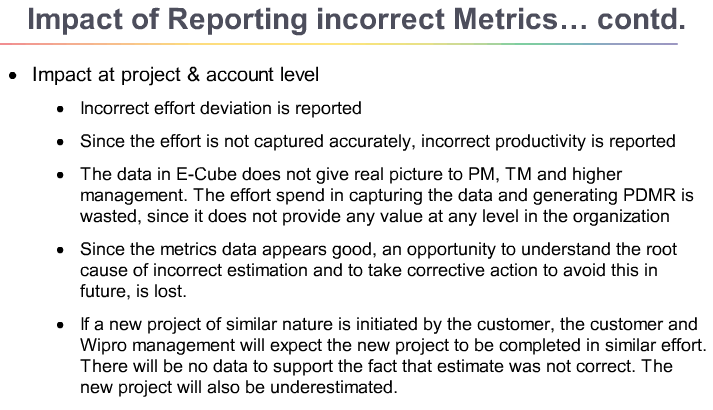 Impact of Reporting incorrect Metrics… contd.
• Impact at project & account level
• Incorrect effort deviation is reported
• Since the effort is not captured accurately, incorrect productivity is reported
• The data in E-Cube does not give real picture to PM, TM and higher
management. The effort spend in capturing the data and generating PDMR is
wasted, since it does not provide any value at any level in the organization
• Since the metrics data appears good, an opportunity to understand the root
cause of incorrect estimation and to take corrective action to avoid this in
future, is lost.
• If a new project of similar nature is initiated by the customer, the customer and
Wipro management will expect the new project to be completed in similar effort.
There will be no data to support the fact that estimate was not correct. The
new project will also be underestimated.